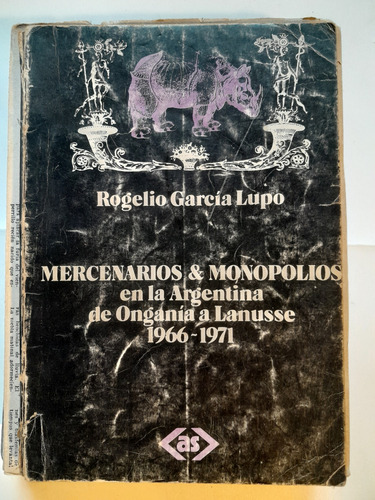 Rogelio García Lupo
MERCENARIOS & MONOPOLIOS
en la Argentina
de Onganía a Lanusse
1966-1971
as